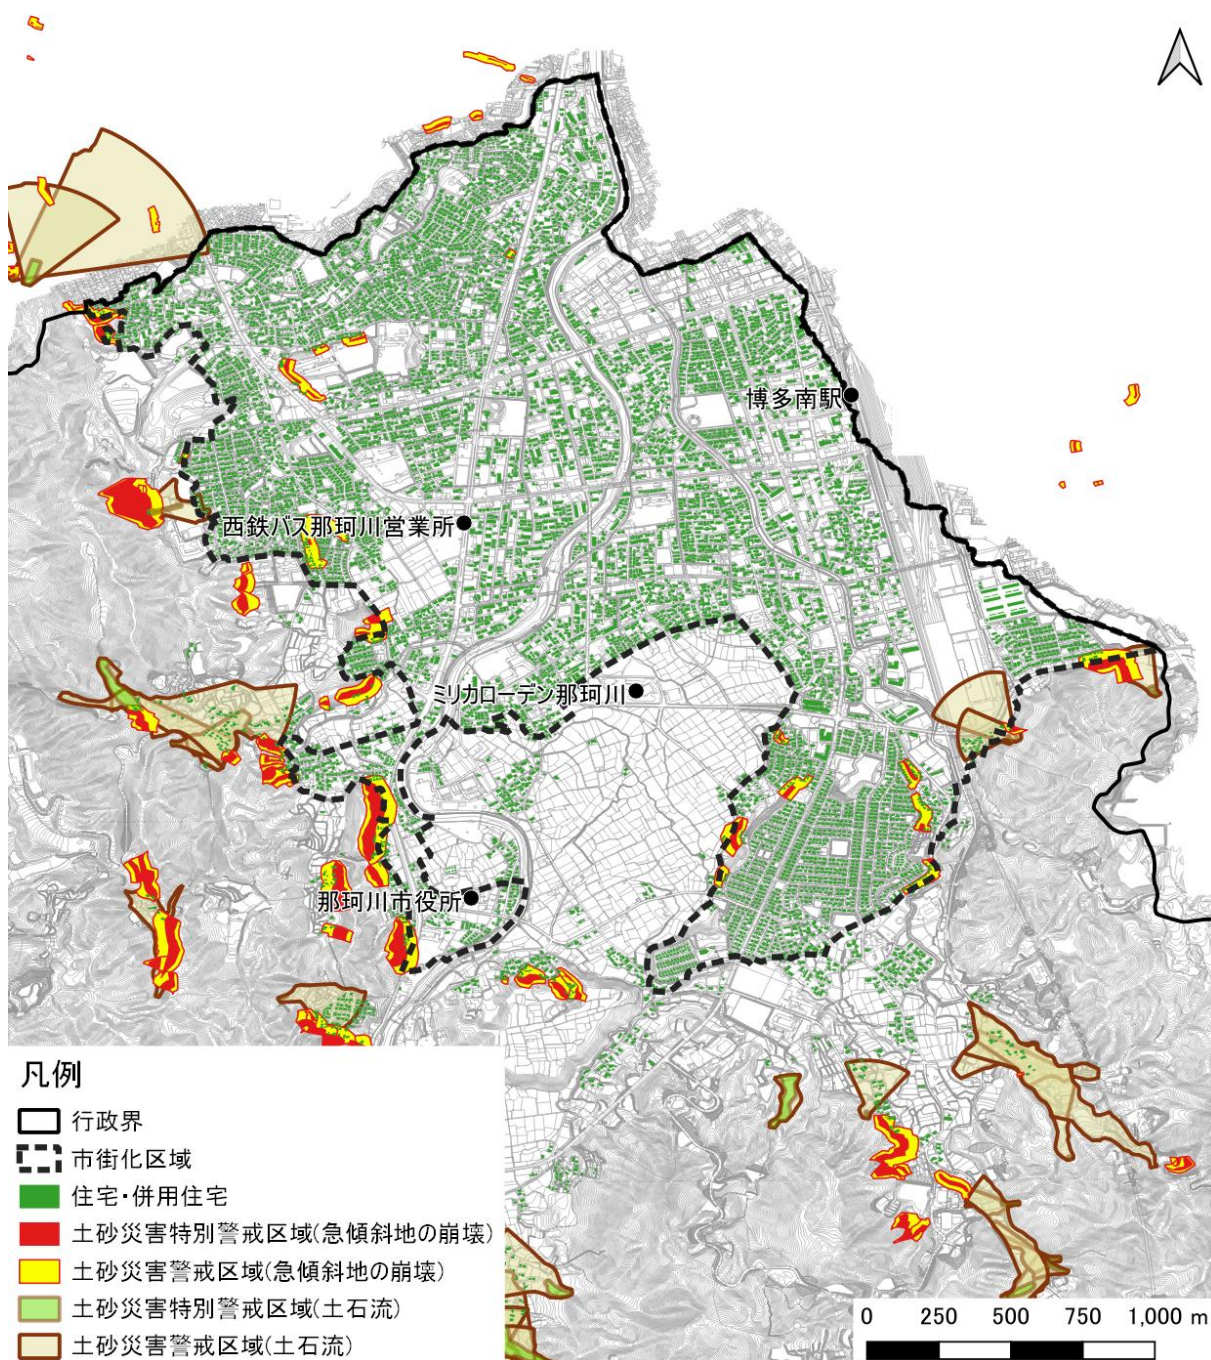 博多南駅
西鉄バス那珂川営業所
ミリカローデン那珂川
那珂川市役所
凡例
行政界
市街化区域
住宅・併用住宅
土砂災害特別警戒区域(急傾斜地の崩壊)
土砂災害警戒区域(急傾斜地の崩壊)
土砂災害特別警戒区域(土石流)
土砂災害警戒区域(土石流)
0 250 500 750 1,000 m